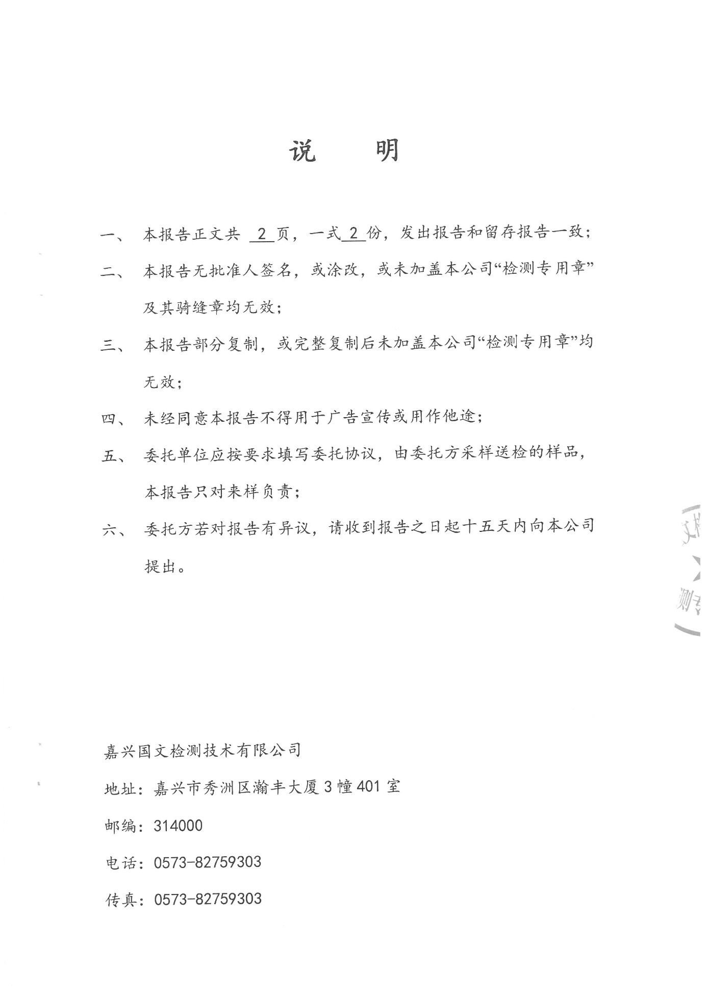 说 明
一、 本报告正文共 2 页，一式 2 份，发出报告和留存报告一致；
二、 本报告无批准人签名，或涂改，或未加盖本公司“检测专用章”
及其骑缝章均无效；
三、 本报告部分复制，或完整复制后未加盖本公司“检测专用章”均
无效；
四、 未经同意本报告不得用于广告宣传或用作他途；
五、 委托单位应按要求填写委托协议，由委托方采样送检的样品，
本报告只对来样负责；
六、 委托方若对报告有异议，请收到报告之日起十五天内向本公司
提出。
文检
测专
嘉兴国文检测技术有限公司
地址：嘉兴市秀洲区瀚丰大厦 3 幢 401 室
邮编：314000
电话：0573-82759303
传真：0573-82759303